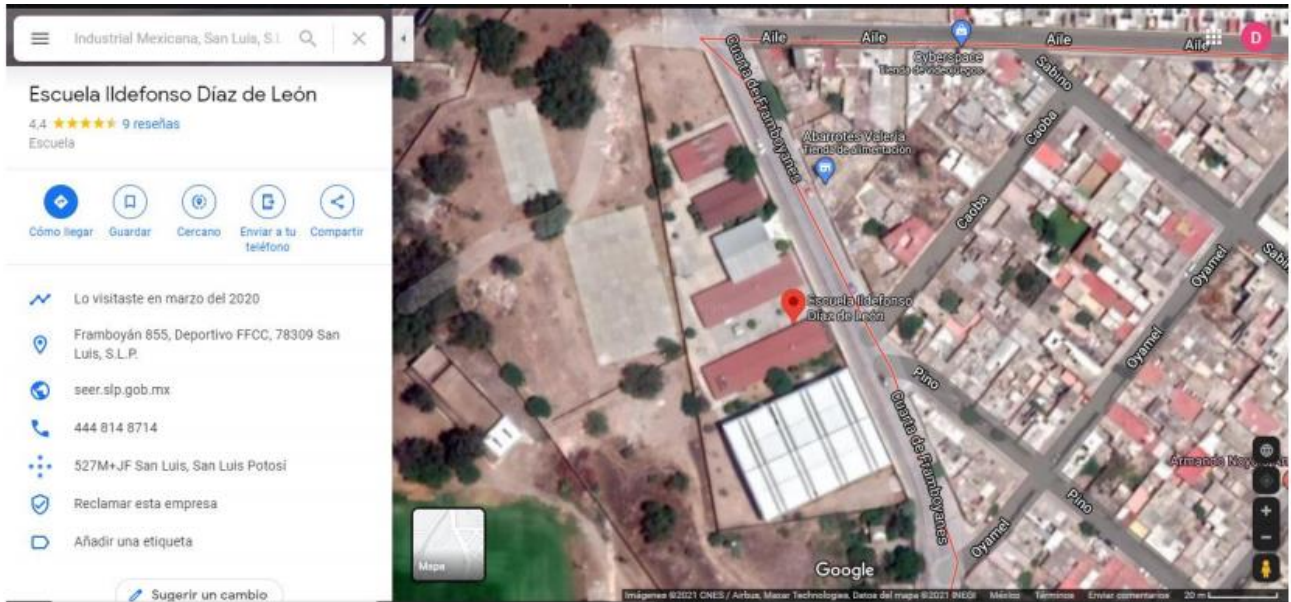 Industrial Mexicana, San Luis, S.l
Escuela Ildefonso Díaz de León
4,4 9 reseñas
Escuela
Cómo llegar
Guardar
Cercano
Enviar a tu
teléfono
Compartir
Lo visitaste en marzo del 2020
Framboyán 855, Deportivo FFCC, 78309 San
Luis, S.L.P.
seer.slp.gob.mx
444 814 8714
527M+JF San Luis, San Luis Potosí
Reclamar esta empresa
Añadir una etiqueta
Sugerir un cambio
Aile
Aile
Aile
Aile
D
Cyberspace
Tienda de videojuegos
Sabino
Cuarta de Framboyanes
Caoba
Abarrotes Valeria
Tienda de alimentación
Caoba
Oyamel
Sabin
Escuela Ildefonso
Díaz de León
Oyamel
Pino
Cuarta de Framboyanes
Armando
Pino
Oyamel
Mapa
Google
Imágenes ©2021 CNES / Airbus, Maxar Technologies, Datos del mapa ©2021 INEGI
México
Términos
Enviar comentarios
20 m